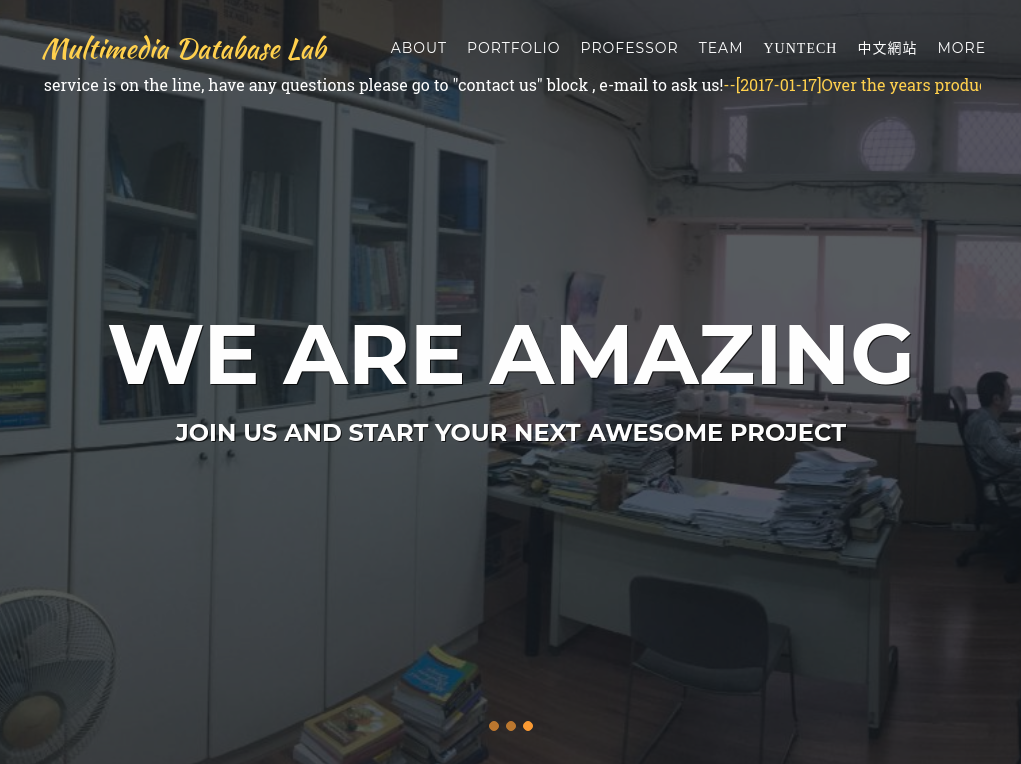 Multimedia Database Lab
ABOUT PORTFOLIO PROFESSOR TEAM YUNTECH 中文網站 MORE
service is on the line, have any questions please go to "contact us" block , e-mail to ask us!--[2017-01-17]Over the years produc
WE ARE AMAZING
JOIN US AND START YOUR NEXT AWESOME PROJECT